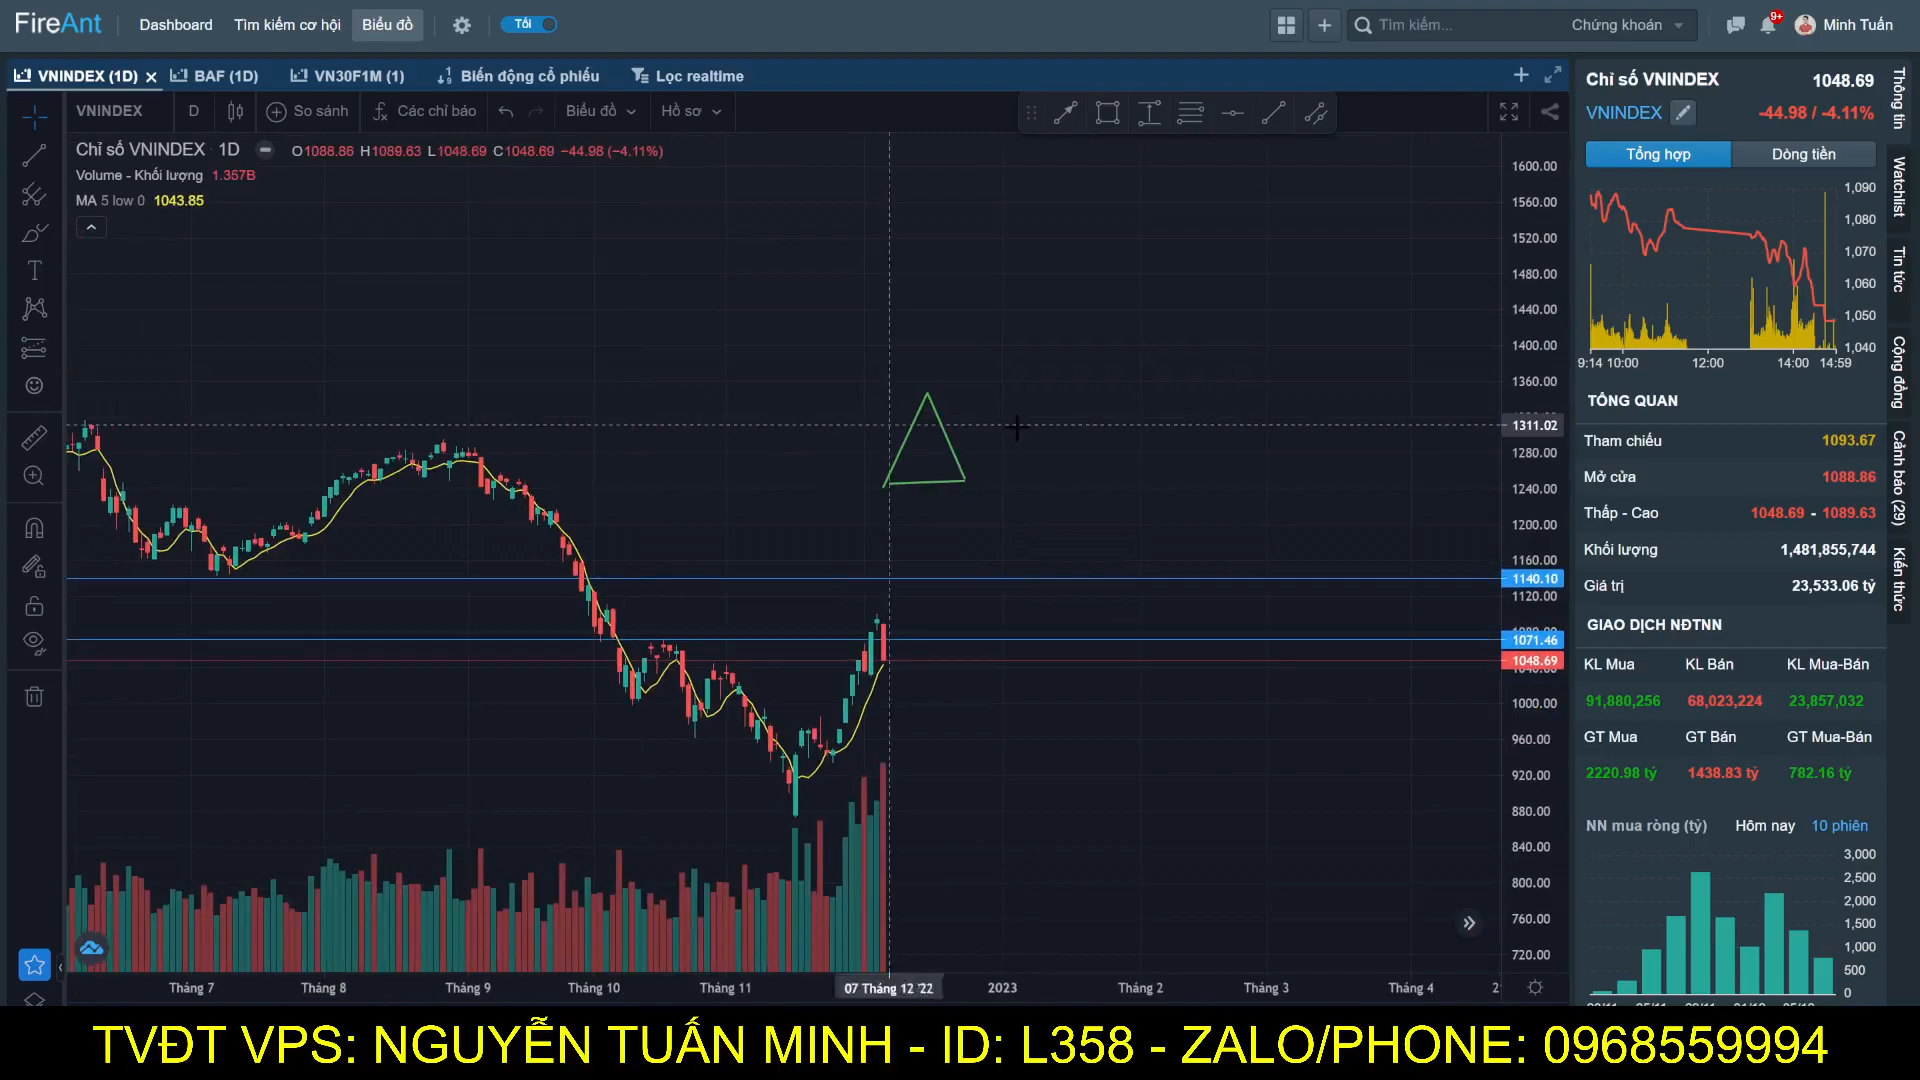 FireAnt Dashboard Tìm kiếm cơ hội Biểu đồ Tối Tìm kiếm... Chứng khoán 9+ Minh Tuấn
VNINDEX (1D) BAF (1D) VN30F1M (1) Biến động cổ phiếu Lọc realtime
VNINDEX D So sánh Các chỉ báo Biểu đồ Hồ sơ
Chỉ số VNINDEX · 1D O1088.86 H1089.63 L1048.69 C1048.69 −44.98 (−4.11%)
Volume - Khối lượng 1.357B
MA 5 low 0 1043.85
1600.00
1560.00
1520.00
1480.00
1440.00
1400.00
1360.00
1311.02
1280.00
1240.00
1200.00
1160.00
1140.10
1120.00
1071.46
1048.69
1000.00
960.00
920.00
880.00
840.00
800.00
760.00
720.00
Tháng 7 Tháng 8 Tháng 9 Tháng 10 Tháng 11 07 Tháng 12 '22 2023 Tháng 2 Tháng 3 Tháng 4
Chỉ số VNINDEX 1048.69
VNINDEX -44.98 / -4.11%
Tổng hợp Dòng tiền
1,090
1,080
1,070
1,060
1,050
1,040
9:14 10:00 12:00 14:00 14:59
TỔNG QUAN
Tham chiếu 1093.67
Mở cửa 1088.86
Thấp - Cao 1048.69 - 1089.63
Khối lượng 1,481,855,744
Giá trị 23,533.06 tỷ
GIAO DỊCH NĐTNN
KL Mua KL Bán KL Mua-Bán
91,880,256 68,023,224 23,857,032
GT Mua GT Bán GT Mua-Bán
2220.98 tỷ 1438.83 tỷ 782.16 tỷ
NN mua ròng (tỷ) Hôm nay 10 phiên
3,000
2,500
2,000
1,500
1,000
500
0
Thông tin
Watchlist
Tin tức
Cộng đồng
Cảnh báo (29)
Kiến thức
TVĐT VPS: NGUYỄN TUẤN MINH - ID: L358 - ZALO/PHONE: 0968559994